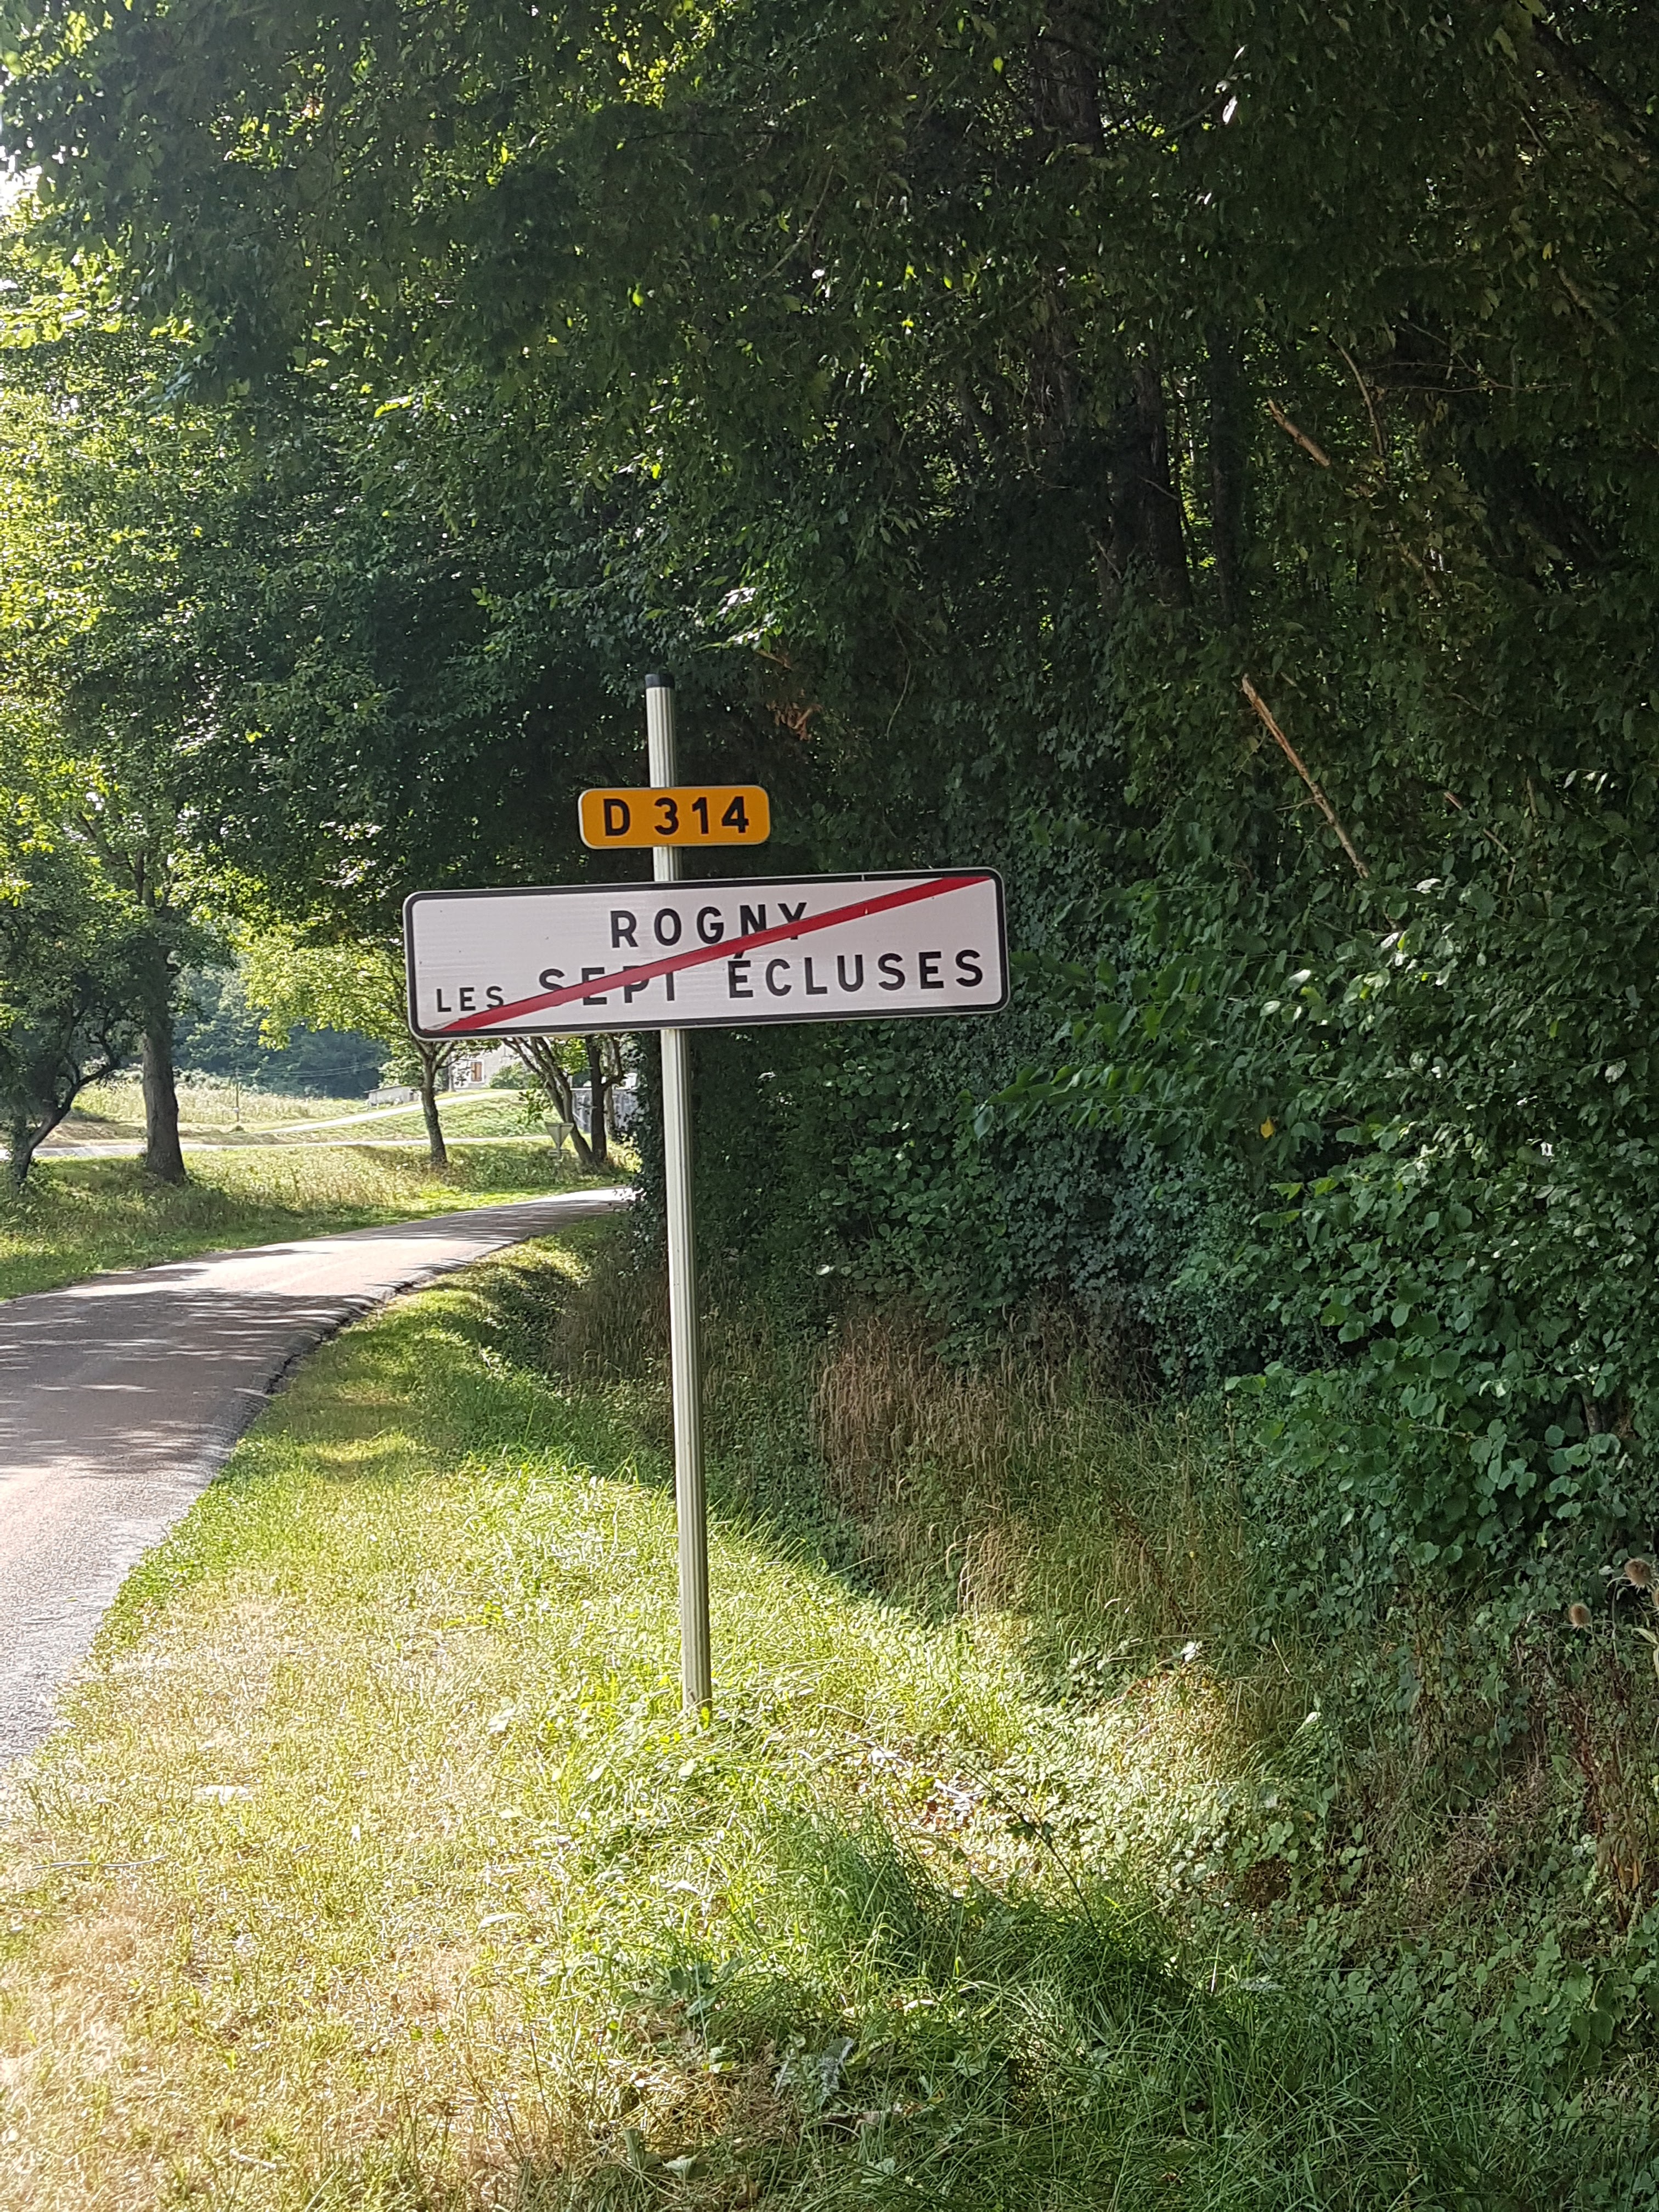 D 314
ROGNY
LES SEPT ÉCLUSES